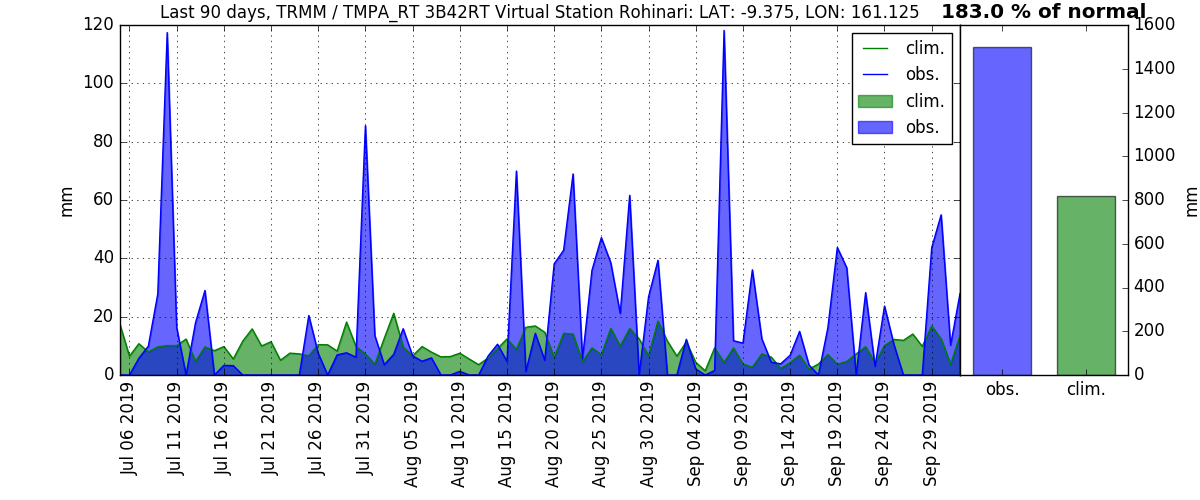 Last 90 days, TRMM / TMPA_RT 3B42RT Virtual Station Rohinari: LAT: -9.375, LON: 161.125
183.0 % of normal
mm
120
100
80
60
40
20
0
clim.
obs.
clim.
obs.
Jul 06 2019
Jul 11 2019
Jul 16 2019
Jul 21 2019
Jul 26 2019
Jul 31 2019
Aug 05 2019
Aug 10 2019
Aug 15 2019
Aug 20 2019
Aug 25 2019
Aug 30 2019
Sep 04 2019
Sep 09 2019
Sep 14 2019
Sep 19 2019
Sep 24 2019
Sep 29 2019
1600
1400
1200
1000
800
600
400
200
0
mm
obs.
clim.